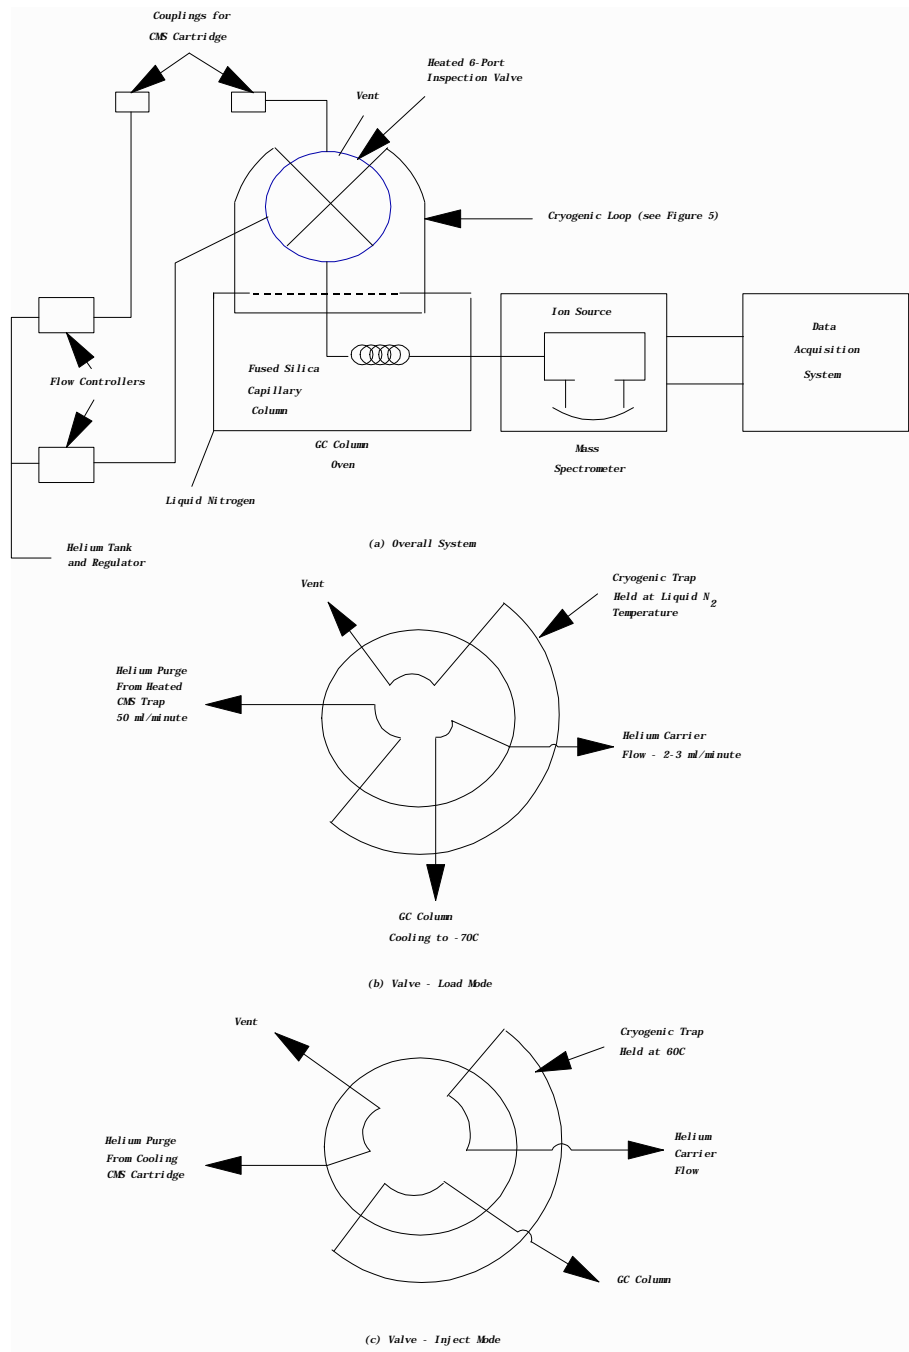 Couplings for
CMS Cartridge
Heated 6-Port
Inspection Valve
Vent
Cryogenic Loop (see Figure 5)
Ion Source
Data
Acquisition
System
Fused Silica
Capillary
Column
Flow Controllers
GC Column
Oven
Mass
Spectrometer
Liquid Nitrogen
Helium Tank
and Regulator
(a) Overall System
Vent
Cryogenic Trap
Held at Liquid N2
Temperature
Helium Purge
From Heated
CMS Trap
50 ml/minute
Helium Carrier
Flow - 2-3 ml/minute
GC Column
Cooling to -70C
(b) Valve - Load Mode
Vent
Cryogenic Trap
Held at 60C
Helium Purge
From Cooling
CMS Cartridge
Helium
Carrier
Flow
GC Column
(c) Valve - Inject Mode